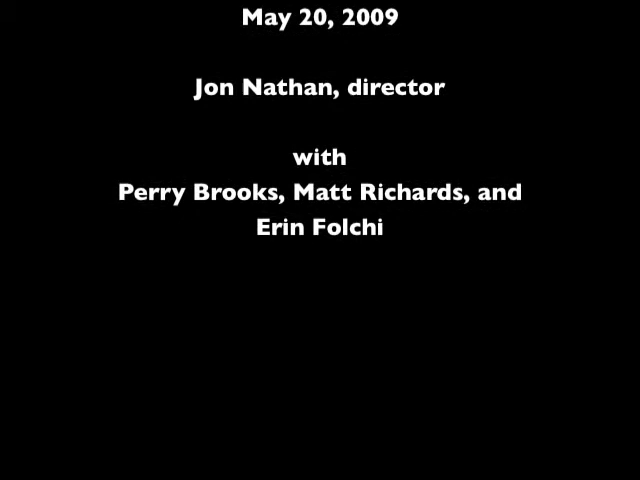 May 20, 2009
Jon Nathan, director
with
Perry Brooks, Matt Richards, and
Erin Folchi